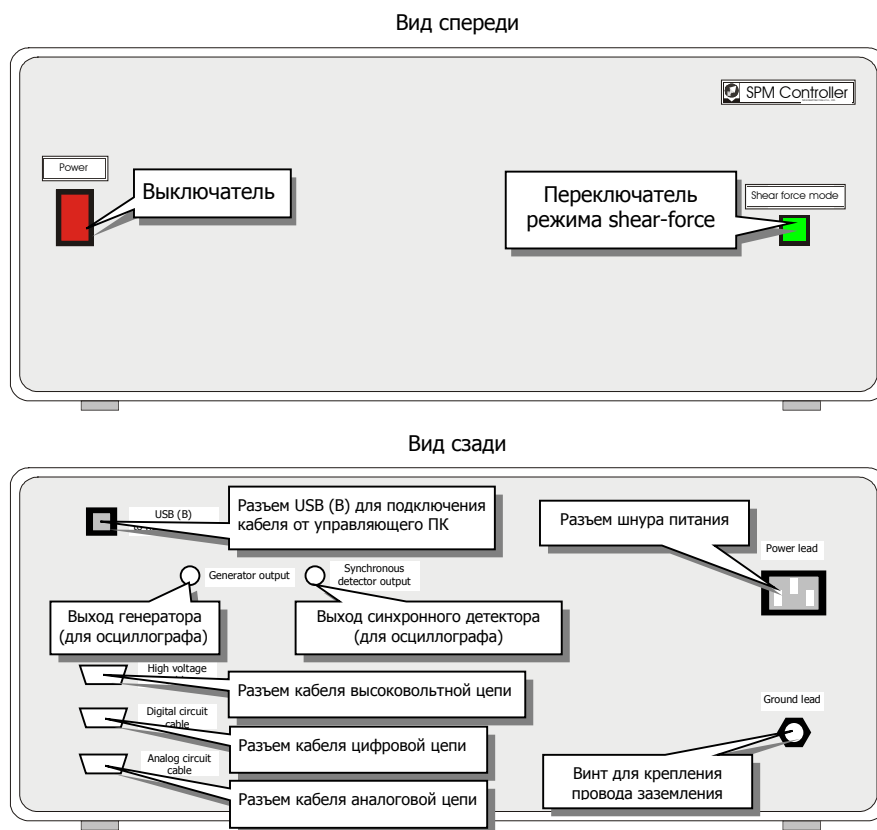 Вид спереди
SPM Controller
Power
Выключатель
Переключатель
режима shear-force
Shear force mode
Вид сзади
USB (B)
Разъем USB (B) для подключения
кабеля от управляющего ПК
Разъем шнура питания
Power lead
Generator output
Synchronous
detector output
Выход генератора
(для осциллографа)
Выход синхронного детектора
(для осциллографа)
High voltage
Разъем кабеля высоковольтной цепи
Ground lead
Digital circuit
cable
Разъем кабеля цифровой цепи
Analog circuit
cable
Разъем кабеля аналоговой цепи
Винт для крепления
провода заземления